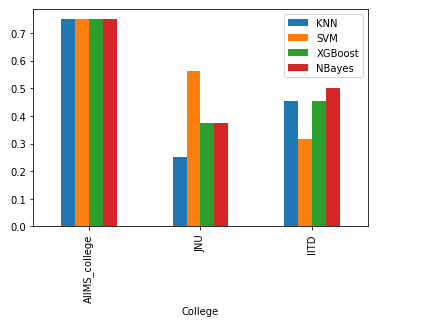 KNN
SVM
XGBoost
NBayes
0.7
0.6
0.5
0.4
0.3
0.2
0.1
0.0
AIIMS_college
JNU
IITD
College